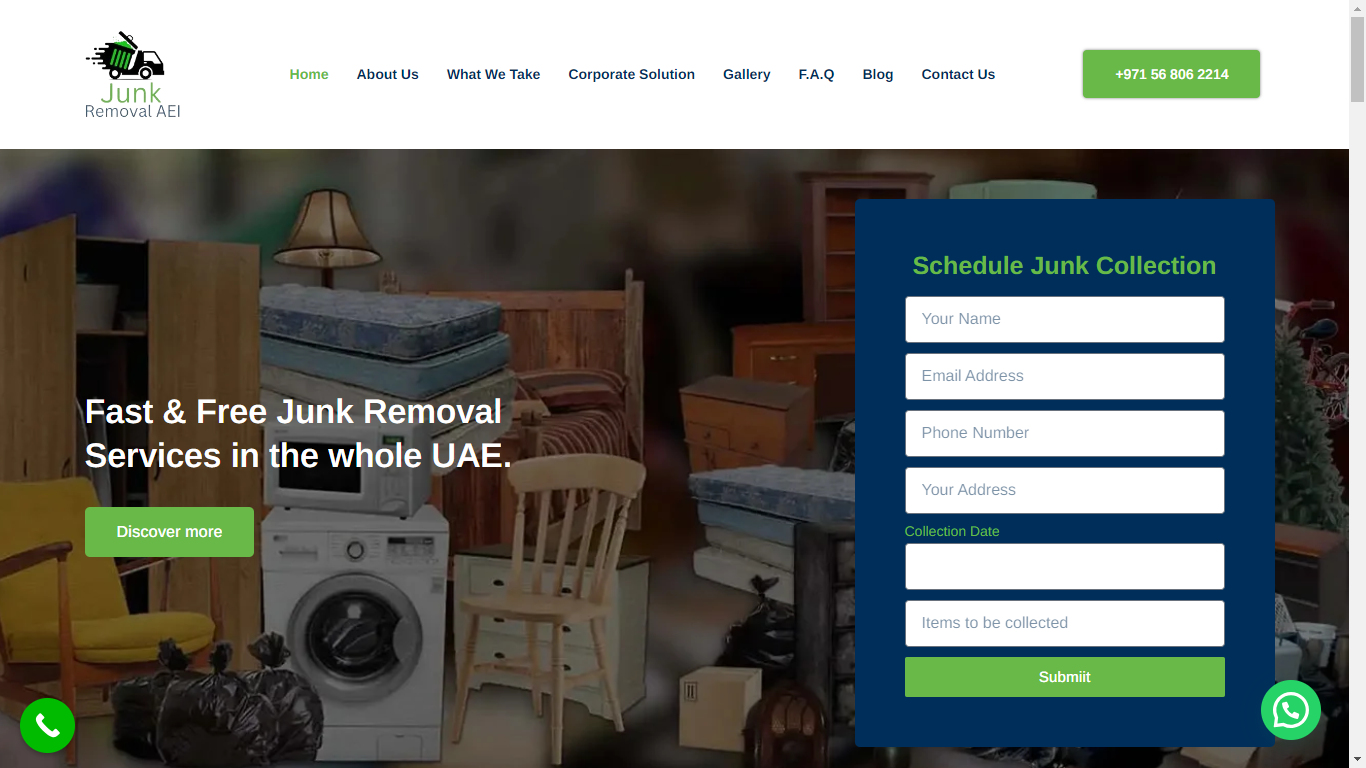 Junk
Removal AEI
Home
About Us
What We Take
Corporate Solution
Gallery
F.A.Q
Blog
Contact Us
+971 56 806 2214
Fast & Free Junk Removal
Services in the whole UAE.
Discover more
Schedule Junk Collection
Your Name
Email Address
Phone Number
Your Address
Collection Date
Items to be collected
Submiit